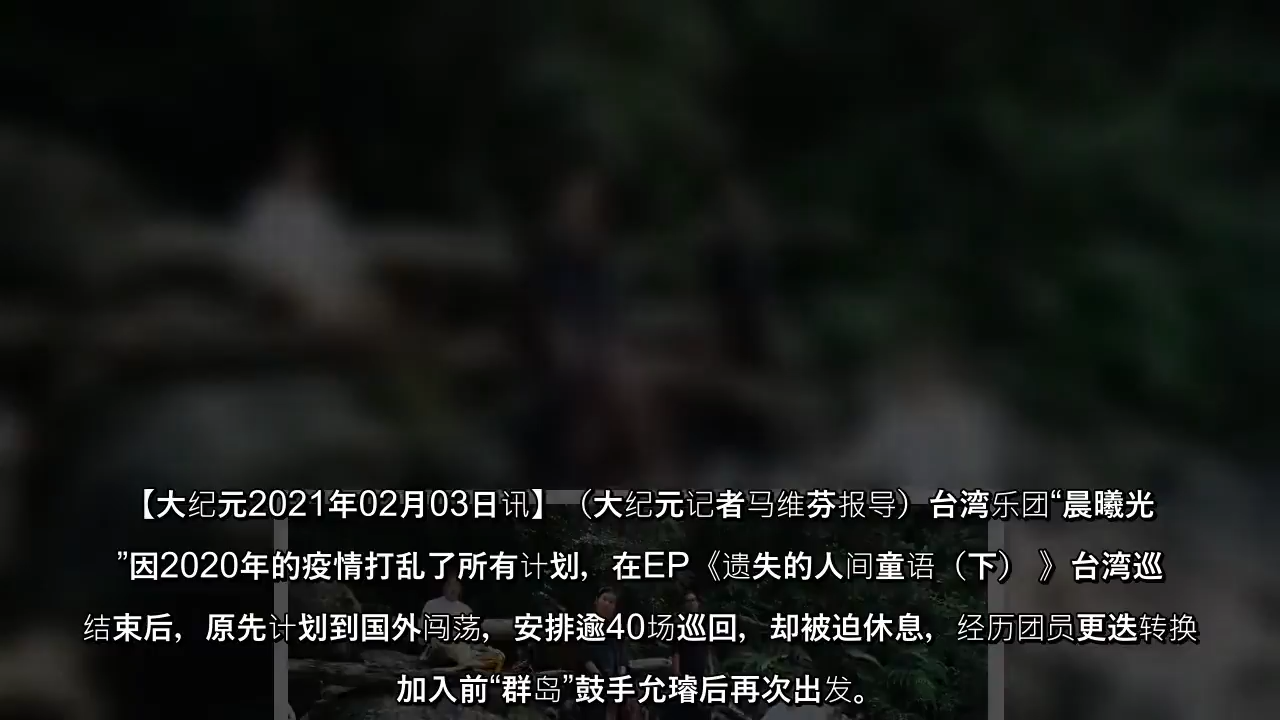 【大纪元2021年02月03日讯】（大纪元记者马维芬报导）台湾乐团“晨曦光
”因2020年的疫情打乱了所有计划，在EP《遗失的人间童语（下） 》台湾巡
结束后，原先计划到国外闯荡，安排逾40场巡回，却被迫休息，经历团员更迭转换
加入前“群岛”鼓手允璿后再次出发。